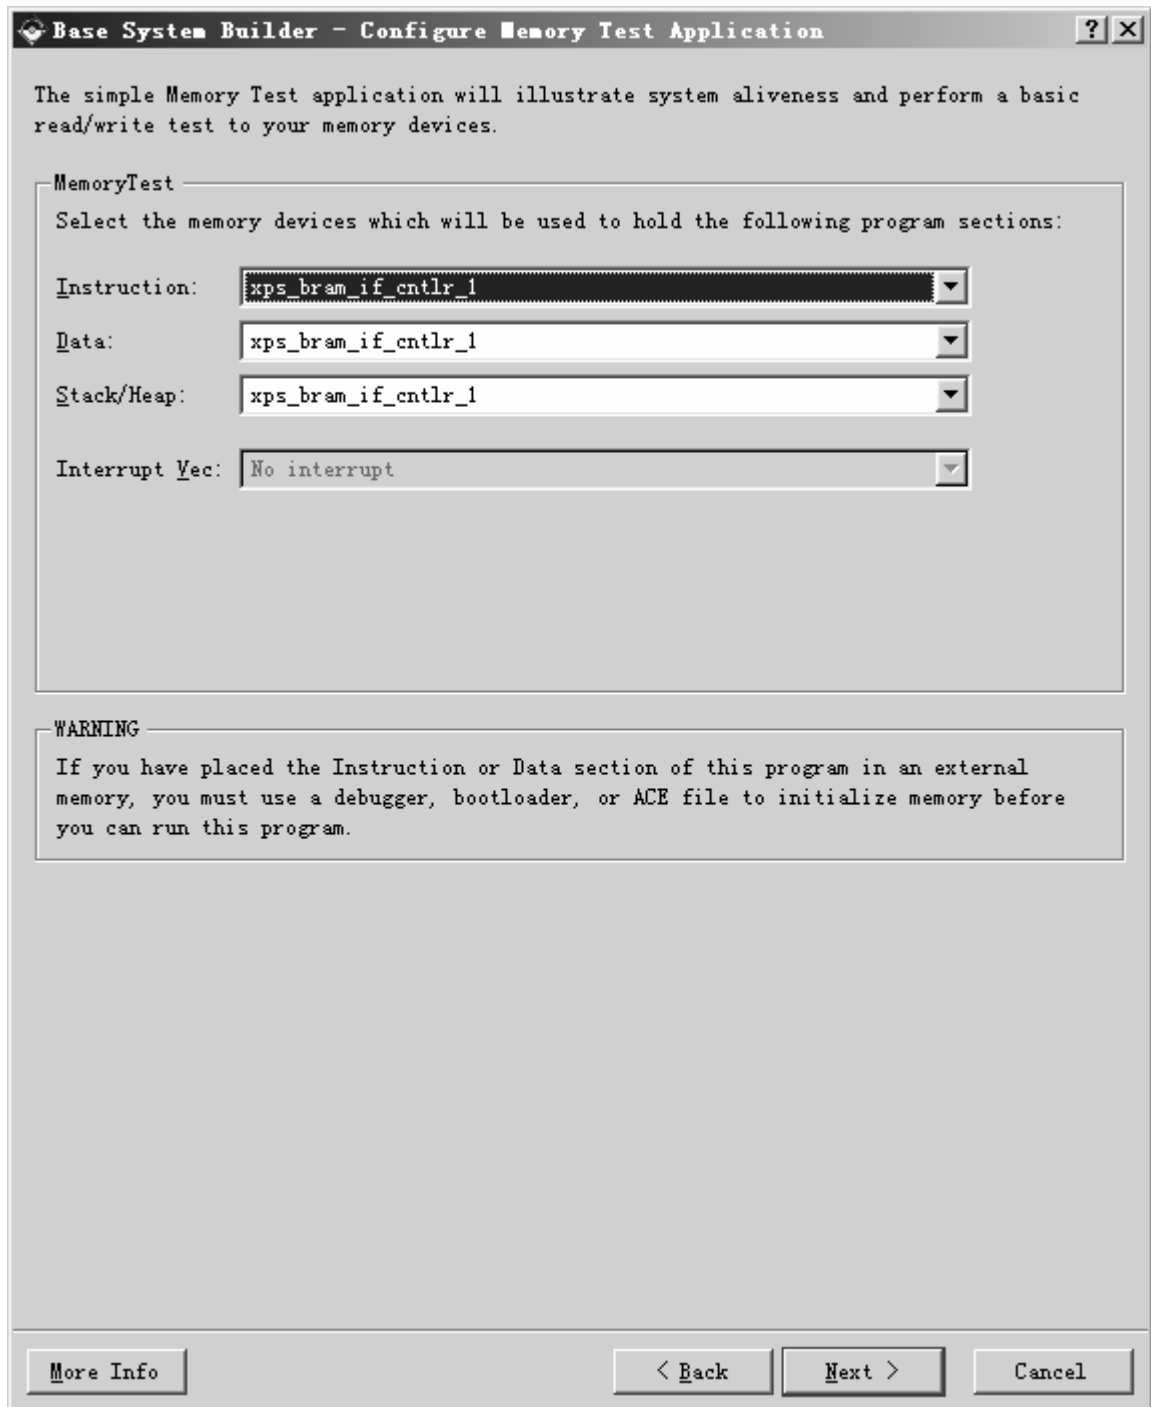 Base System Builder - Configure Memory Test Application
The simple Memory Test application will illustrate system aliveness and perform a basic
read/write test to your memory devices.
MemoryTest
Select the memory devices which will be used to hold the following program sections:
Instruction: xps_bram_if_cntlr_1
Data: xps_bram_if_cntlr_1
Stack/Heap: xps_bram_if_cntlr_1
Interrupt Vec: No interrupt
WARNING
If you have placed the Instruction or Data section of this program in an external
memory, you must use a debugger, bootloader, or ACE file to initialize memory before
you can run this program.
More Info < Back Next > Cancel